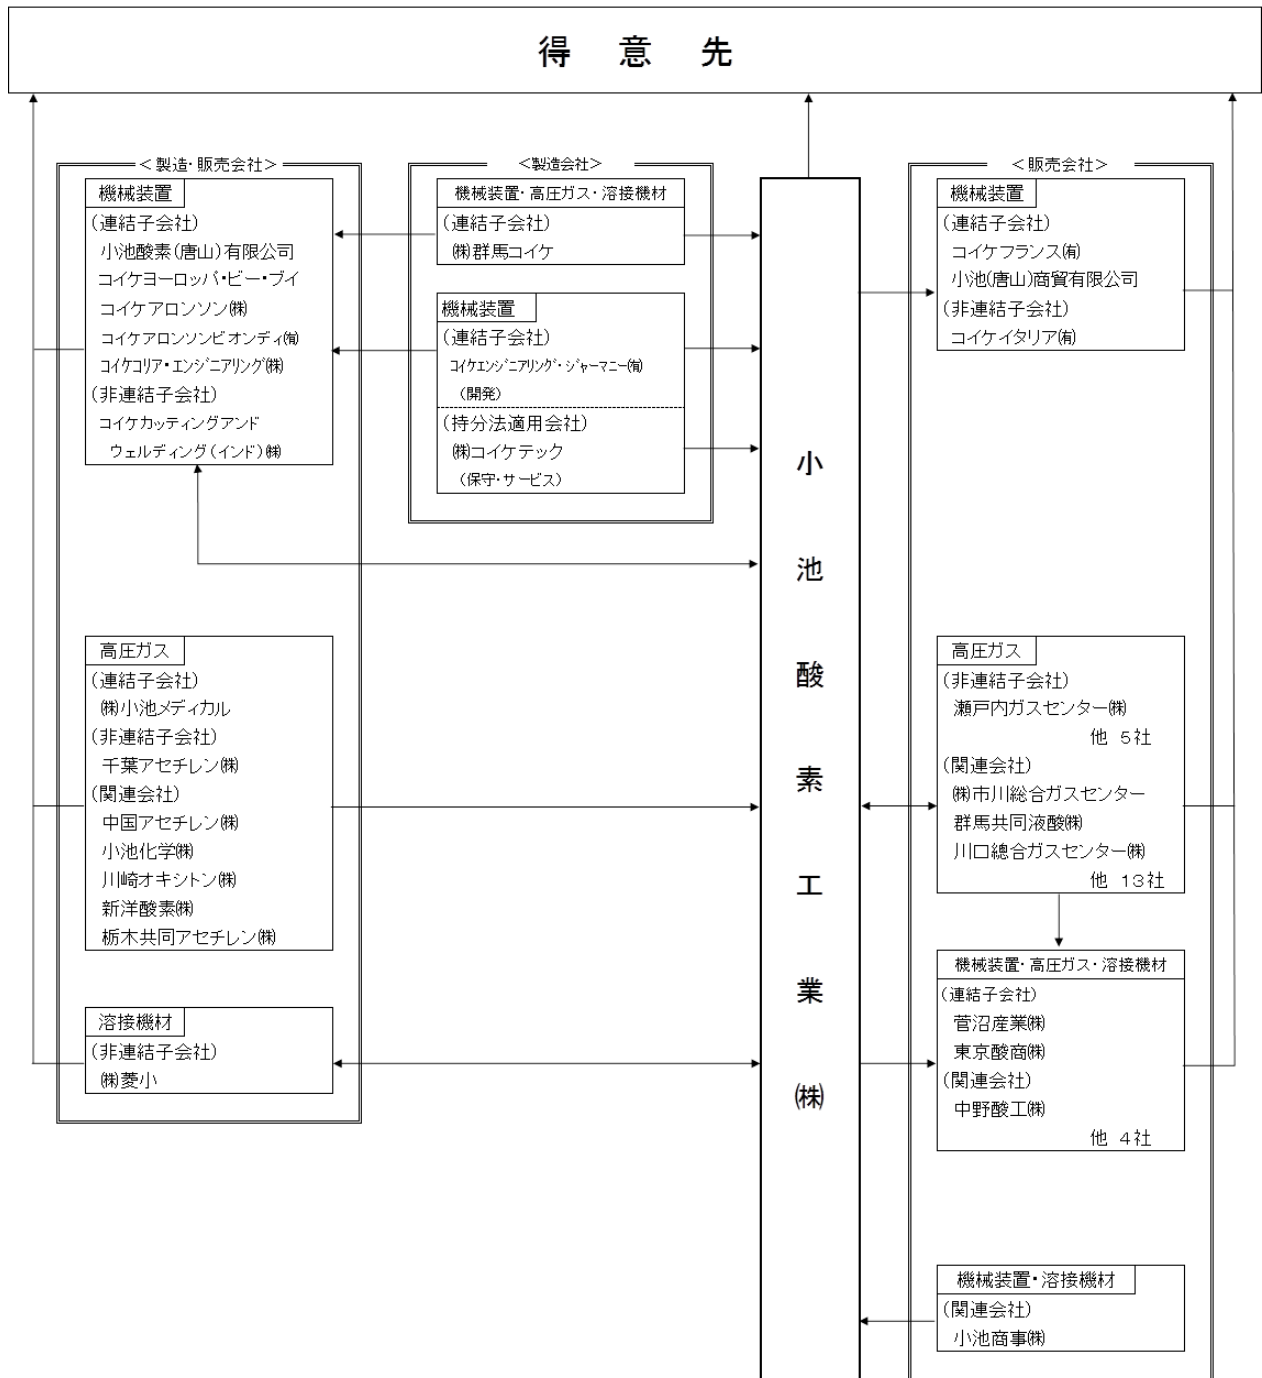 得 意 先
＜製造・販売会社＞
機械装置
(連結子会社)
小池酸素(唐山)有限公司
コイケヨーロッパ・ビー・ブイ
コイケアロンソン㈱
コイケアロンソンビオンディ㈲
コイケコリア・エンジニアリング㈱
(非連結子会社)
コイケカッティングアンド
ウェルディング(インド)㈱
高圧ガス
(連結子会社)
㈱小池メディカル
(非連結子会社)
千葉アセチレン㈱
(関連会社)
中国アセチレン㈱
小池化学㈱
川崎オキシトン㈱
新洋酸素㈱
栃木共同アセチレン㈱
溶接機材
(非連結子会社)
㈱菱小
＜製造会社＞
機械装置・高圧ガス・溶接機材
(連結子会社)
㈱群馬コイケ
機械装置
(連結子会社)
コイケエンジニアリング・ジャーマニー㈲
(開発)
(持分法適用会社)
㈱コイケテック
(保守・サービス)
小池酸素工業㈱
＜販売会社＞
機械装置
(連結子会社)
コイケフランス㈲
小池(唐山)商貿有限公司
(非連結子会社)
コイケイタリア㈲
高圧ガス
(非連結子会社)
瀬戸内ガスセンター㈱
他 5社
(関連会社)
㈱市川総合ガスセンター
群馬共同液酸㈱
川口總合ガスセンター㈱
他 13社
機械装置・高圧ガス・溶接機材
(連結子会社)
菅沼産業㈱
東京酸商㈱
(関連会社)
中野酸工㈱
他 4社
機械装置・溶接機材
(関連会社)
小池商事㈱